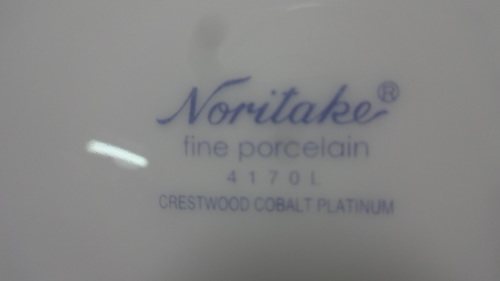 Noritake®
fine porcelain
4170L
CRESTWOOD COBALT PLATINUM